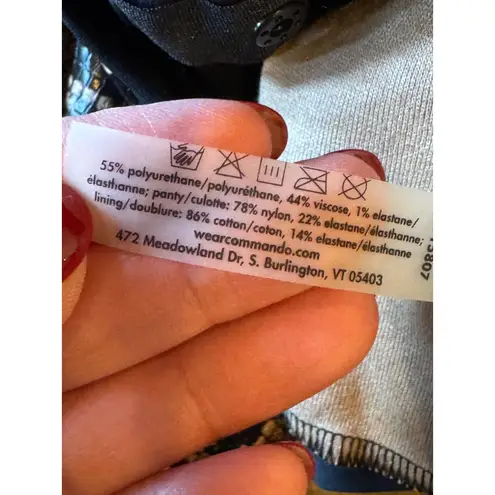 55% polyurethane/polyuréthane, 44% viscose, 1% elastane/
élasthanne; panty/culotte: 78% nylon, 22% elastane/élasthanne;
lining/doublure: 86% cotton/coton, 14% elastane/élasthanne
wearcommando.com
472 Meadowland Dr, S. Burlington, VT 05403